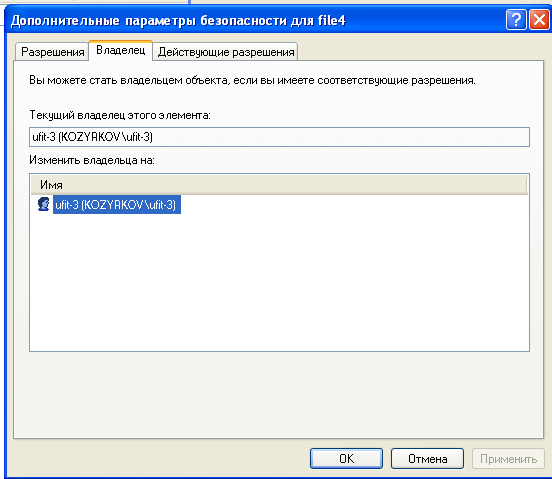 Дополнительные параметры безопасности для file4
Разрешения Владелец Действующие разрешения
Вы можете стать владельцем объекта, если вы имеете соответствующие разрешения.
Текущий владелец этого элемента:
ufit-3 (KOZYRKOV\ufit-3)
Изменить владельца на:
Имя
ufit-3 (KOZYRKOV\ufit-3)
OK Отмена Применить